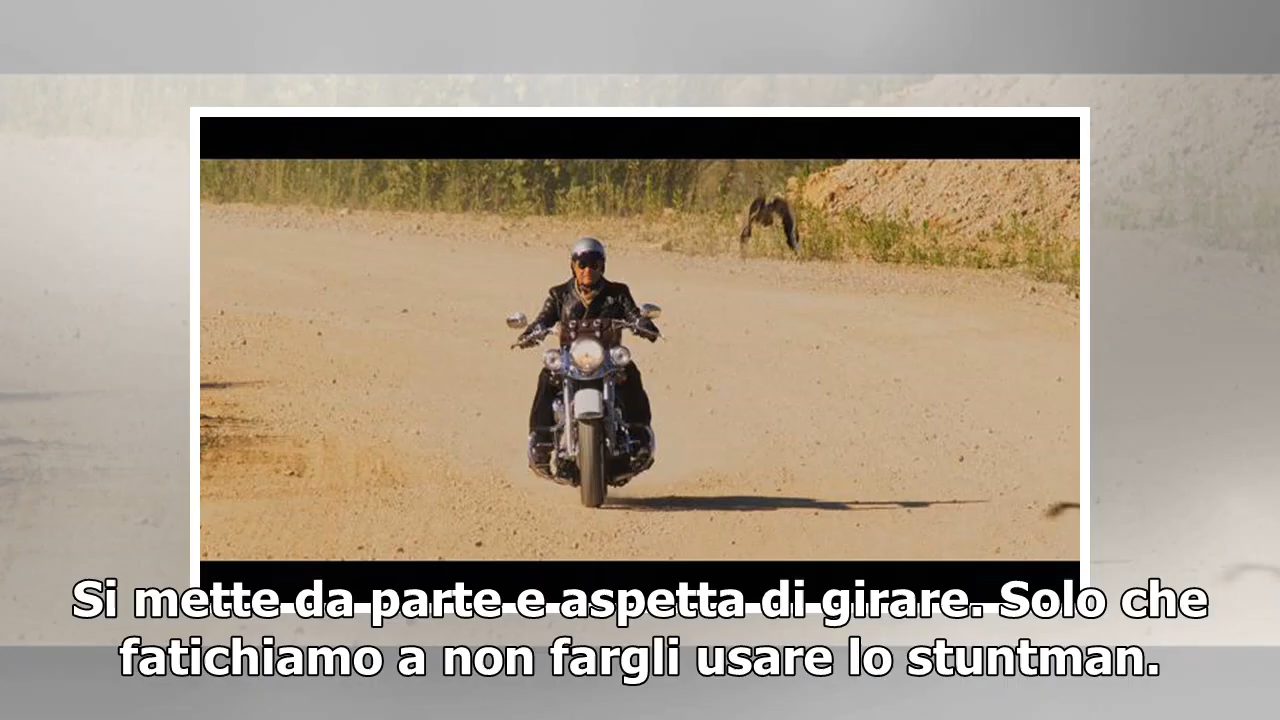 Si mette da parte e aspetta di girare. Solo che
fatichiamo a non fargli usare lo stuntman.